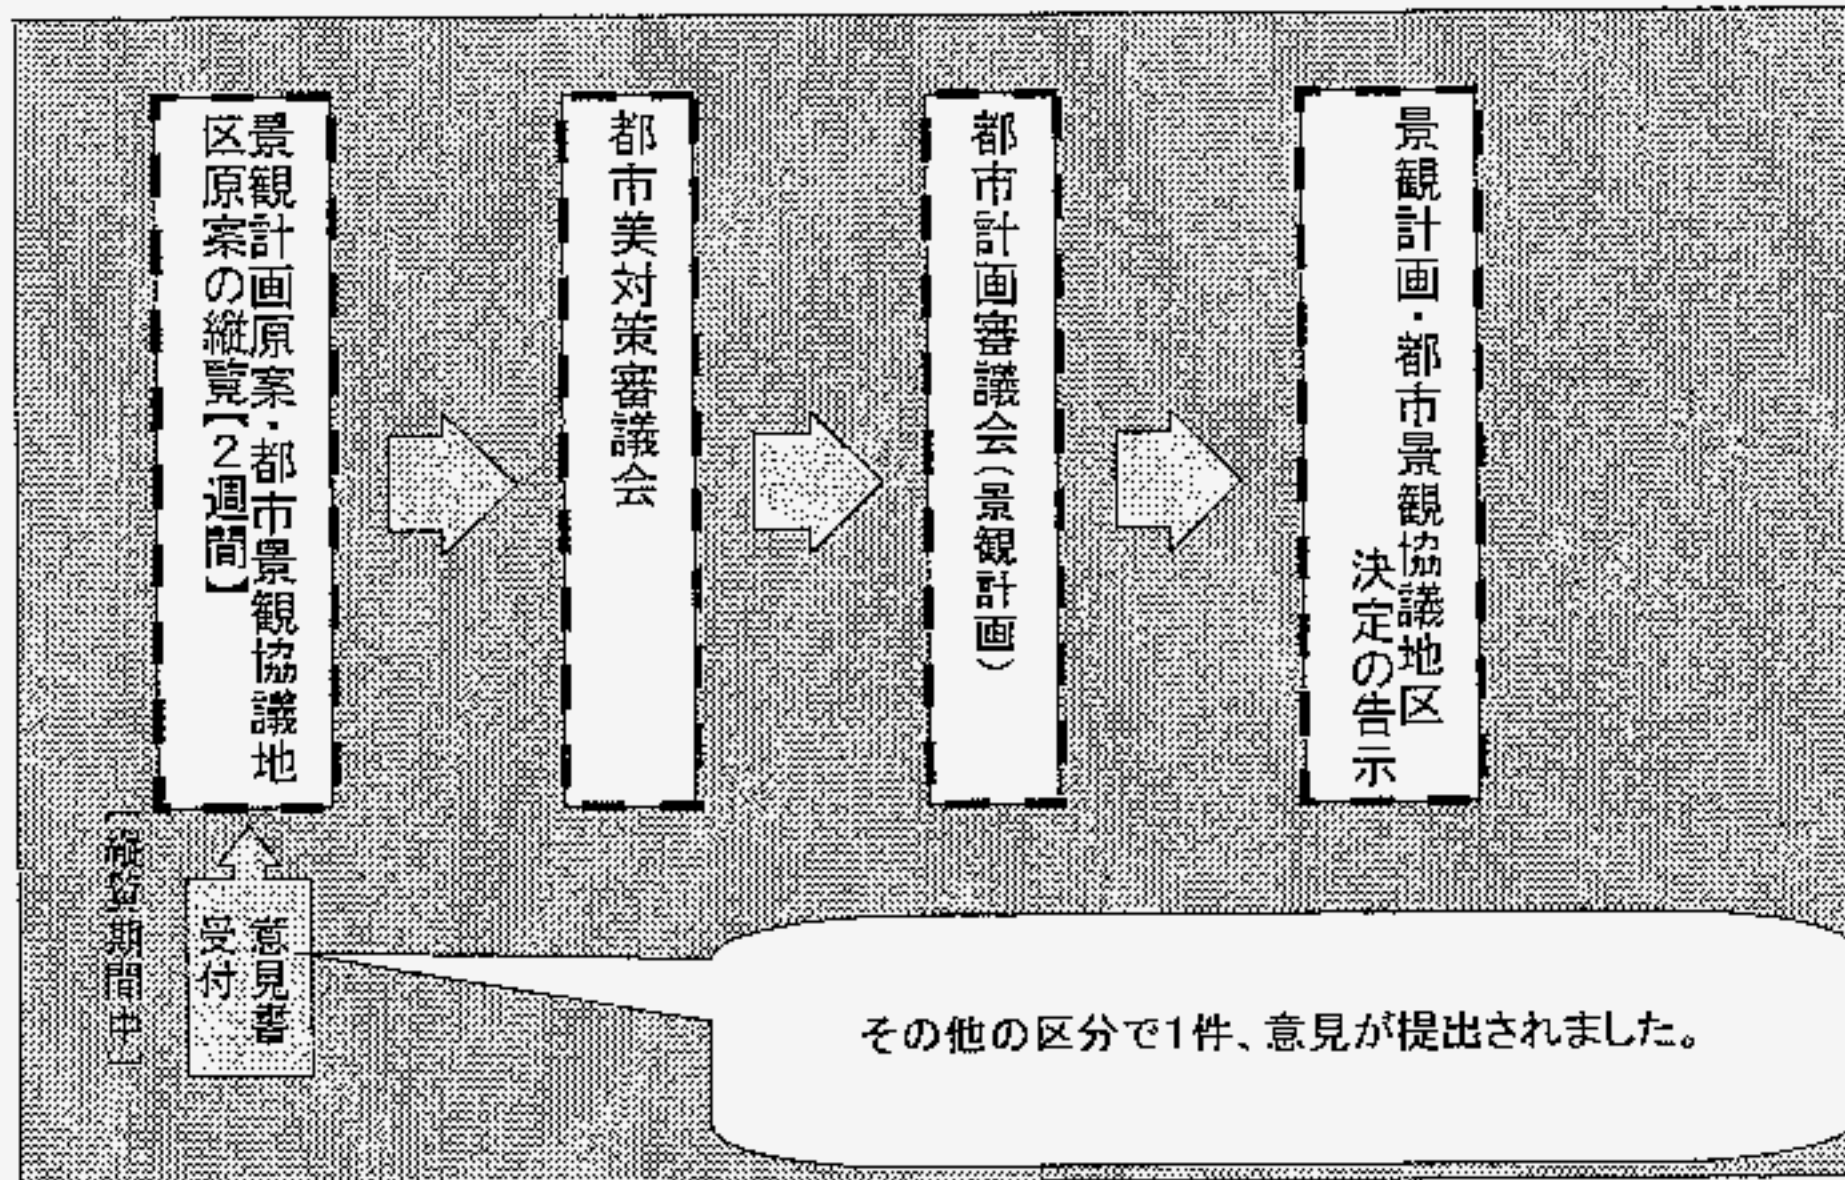 景観計画原案・都市景観協議地
区原案の縦覧【2週間】
都市美対策審議会
都市計画審議会(景観計画)
景観計画・都市景観協議地区
決定の告示
[縦覧期間中]
意見書
受付
その他の区分で1件、意見が提出されました。